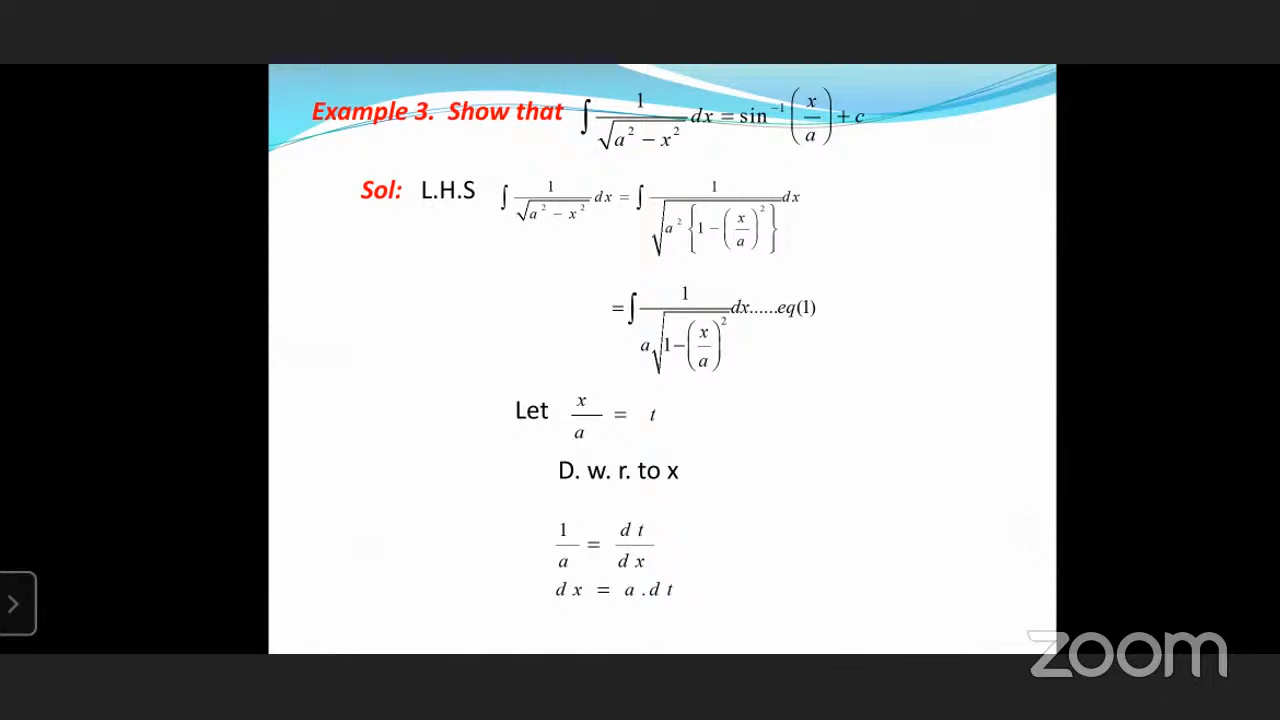 Example 3. Show that ∫ 1/√(a² − x²) dx = sin⁻¹(x/a) + c
Sol: L.H.S ∫ 1/√(a² − x²) dx = ∫ 1/√(a²{1 − (x/a)²}) dx
= ∫ 1/(a√(1 − (x/a)²)) dx......eq(1)
Let x/a = t
D. w. r. to x
1/a = dt/dx
dx = a.dt
zoom